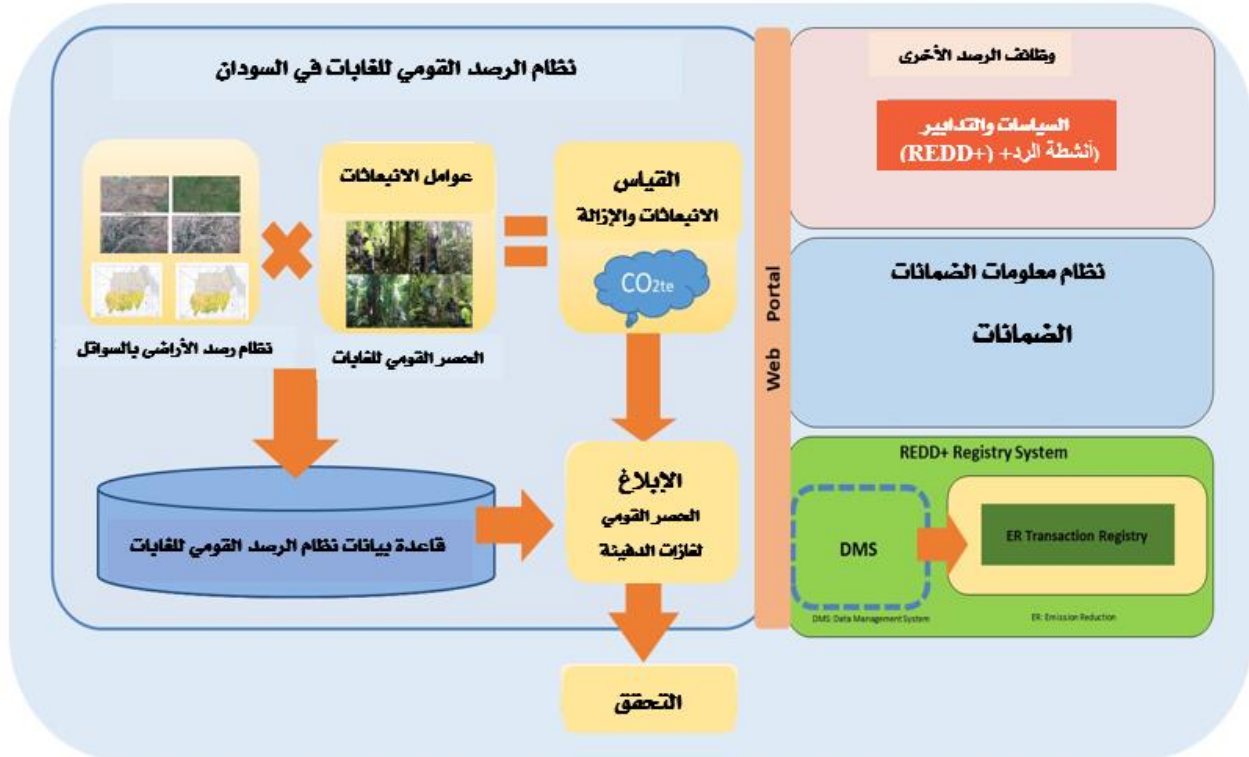 نظام الرصد القومي للغابات في السودان
عوامل الانبعاثات
القياس
الانبعاثات والإزالة
CO2te
نظام رصد الأراضي بالسواتل
الحصر القومي للغابات
قاعدة بيانات نظام الرصد القومي للغابات
الإبلاغ
الحصر القومي
لغازات الدفيئة
التحقق
Web Portal
وظائف الرصد الأخرى
السياسات والتدابير
(أنشطة الرد+ (REDD+)
نظام معلومات الضمانات
الضمانات
REDD+ Registry System
DMS
ER Transaction Registry
DMS: Data Management System
ER: Emission Reduction